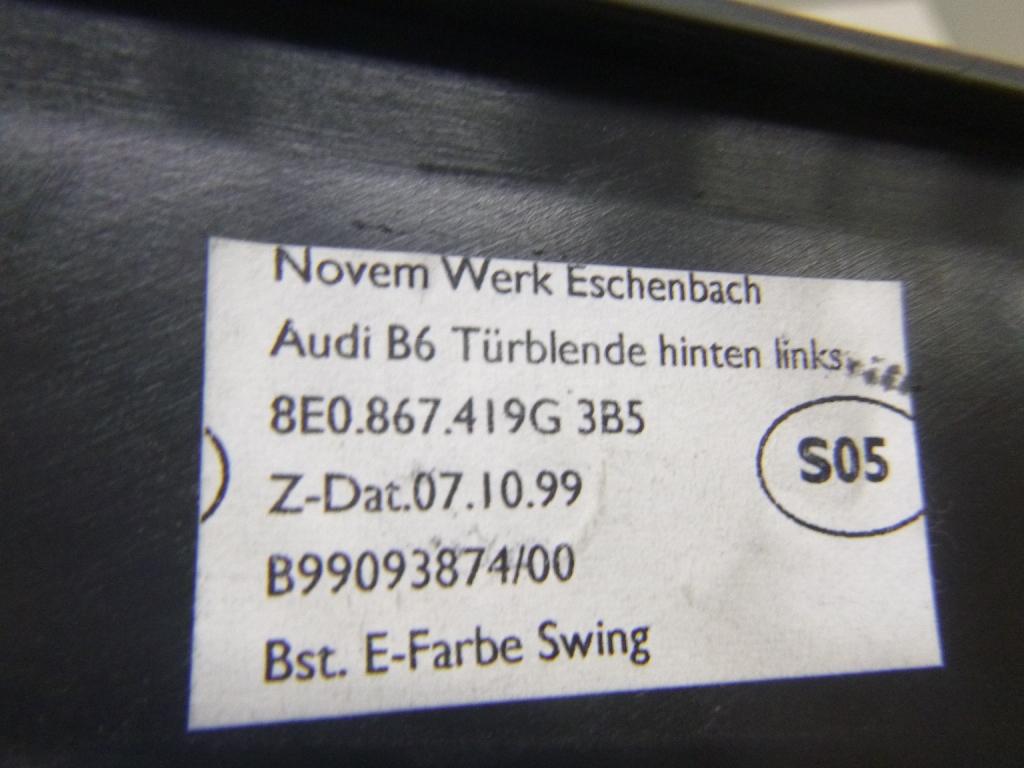 Novem Werk Eschenbach
Audi B6 Türblende hinten links
8E0.867.419G 3B5
S05
Z-Dat.07.10.99
B99093874/00
Bst. E-Farbe Swing